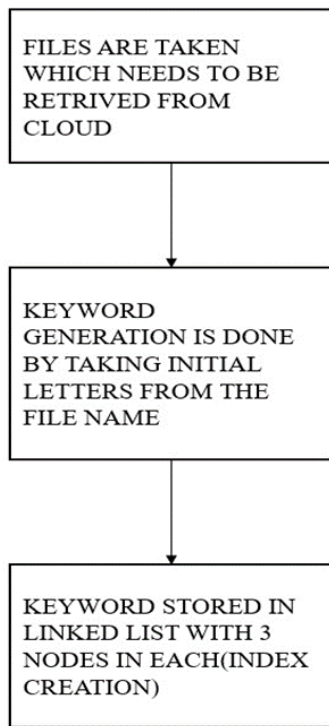 FILES ARE TAKEN
WHICH NEEDS TO BE
RETRIVED FROM
CLOUD
KEYWORD
GENERATION IS DONE
BY TAKING INITIAL
LETTERS FROM THE
FILE NAME
KEYWORD STORED IN
LINKED LIST WITH 3
NODES IN EACH(INDEX
CREATION)